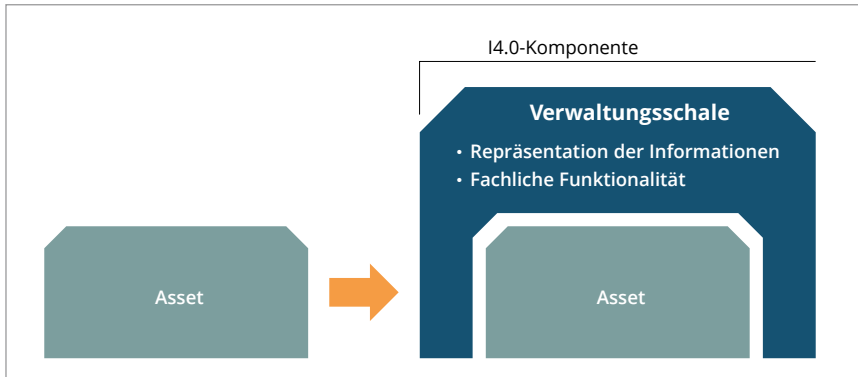 I4.0-Komponente
Verwaltungsschale
• Repräsentation der Informationen
• Fachliche Funktionalität
Asset
Asset